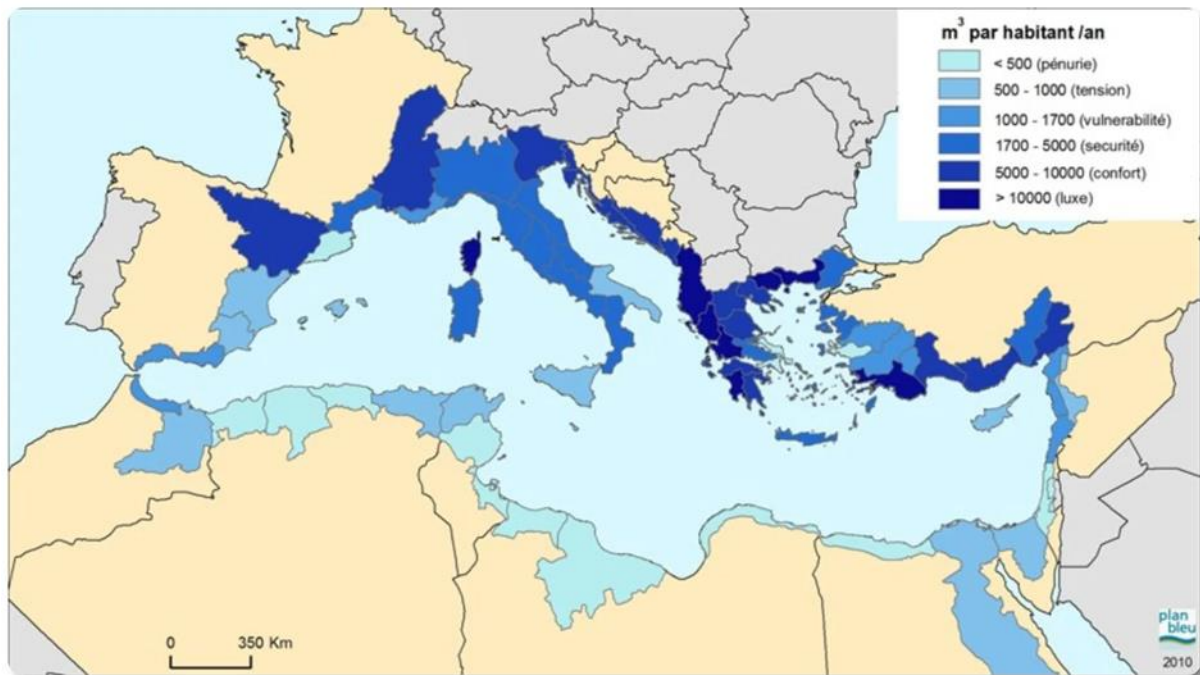 m³ par habitant /an
< 500 (pénurie)
500 - 1000 (tension)
1000 - 1700 (vulnerabilité)
1700 - 5000 (securité)
5000 - 10000 (confort)
> 10000 (luxe)
0 350 Km
plan
bleu
2010